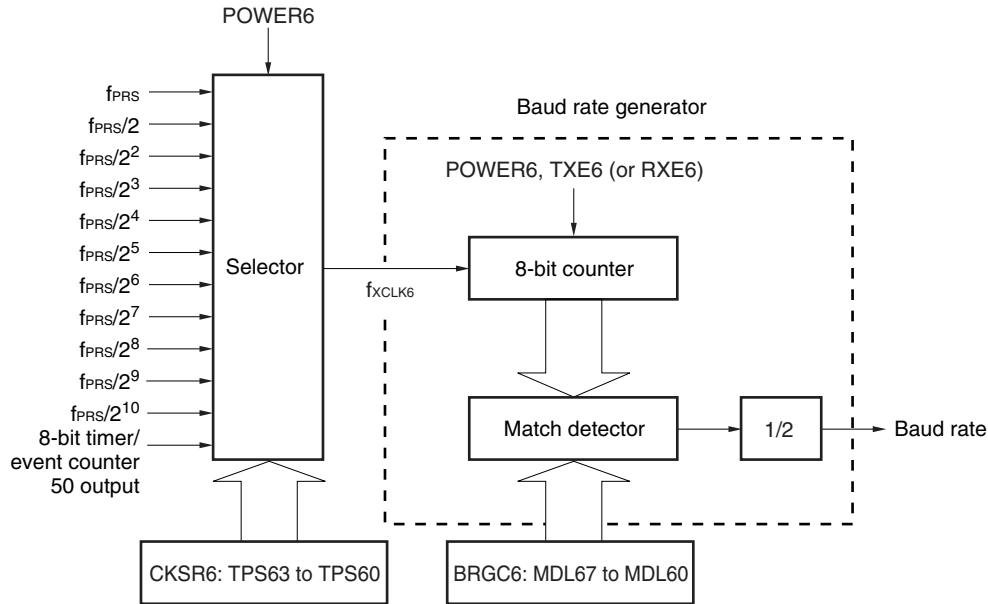 POWER6
fPRS
fPRS/2
fPRS/2²
fPRS/2³
fPRS/2⁴
fPRS/2⁵
fPRS/2⁶
fPRS/2⁷
fPRS/2⁸
fPRS/2⁹
fPRS/2¹⁰
8-bit timer/
event counter
50 output
Selector
fXCLK6
Baud rate generator
POWER6, TXE6 (or RXE6)
8-bit counter
Match detector
1/2
Baud rate
CKSR6: TPS63 to TPS60
BRGC6: MDL67 to MDL60